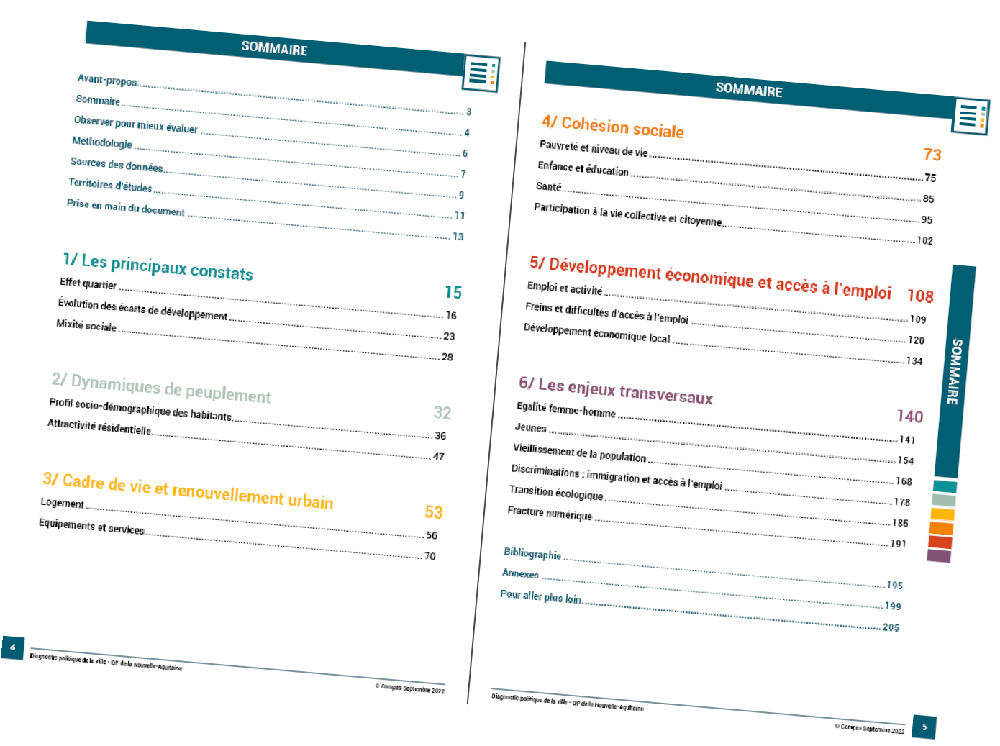 SOMMAIRE
Avant-propos 3
Sommaire 4
Observer pour mieux évaluer 6
Méthodologie 7
Sources des données 9
Territoires d'études 11
Prise en main du document 13
1/ Les principaux constats 15
Effet quartier 16
Évolution des écarts de développement 23
Mixité sociale 28
2/ Dynamiques de peuplement 32
Profil socio-démographique des habitants 36
Attractivité résidentielle 47
3/ Cadre de vie et renouvellement urbain 53
Logement 56
Équipements et services 70
4
Diagnostic politique de la ville - QP de la Nouvelle-Aquitaine
© Compas Septembre 2022
SOMMAIRE
4/ Cohésion sociale 73
Pauvreté et niveau de vie 75
Enfance et éducation 85
Santé 95
Participation à la vie collective et citoyenne 102
5/ Développement économique et accès à l'emploi 108
Emploi et activité 109
Freins et difficultés d'accès à l'emploi 120
Développement économique local 134
6/ Les enjeux transversaux 140
Egalité femme-homme 141
Jeunes 154
Vieillissement de la population 168
Discriminations : immigration et accès à l'emploi 178
Transition écologique 185
Fracture numérique 191
Bibliographie 195
Annexes 199
Pour aller plus loin 205
SOMMAIRE
Diagnostic politique de la ville - QP de la Nouvelle-Aquitaine
© Compas Septembre 2022
5